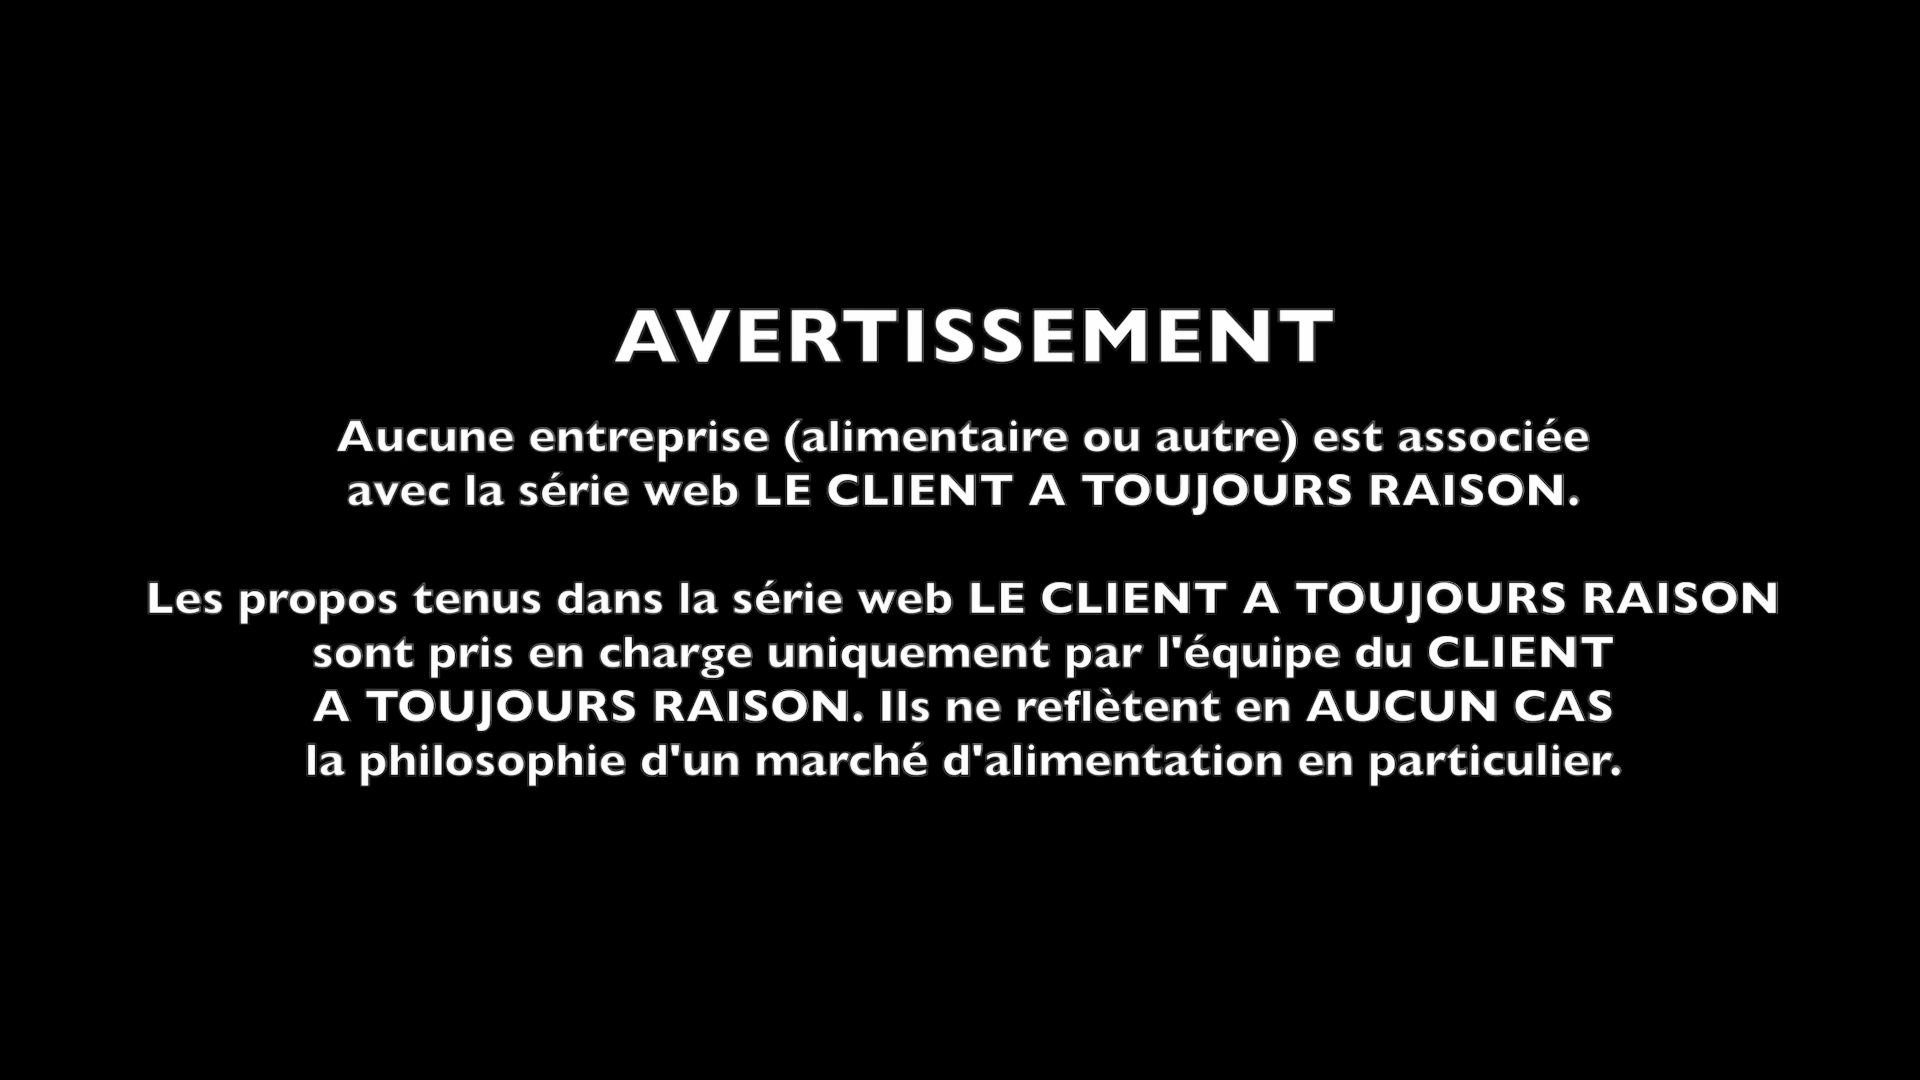 AVERTISSEMENT
Aucune entreprise (alimentaire ou autre) est associée
avec la série web LE CLIENT A TOUJOURS RAISON.
Les propos tenus dans la série web LE CLIENT A TOUJOURS RAISON
sont pris en charge uniquement par l'équipe du CLIENT
A TOUJOURS RAISON. Ils ne reflètent en AUCUN CAS
la philosophie d'un marché d'alimentation en particulier.